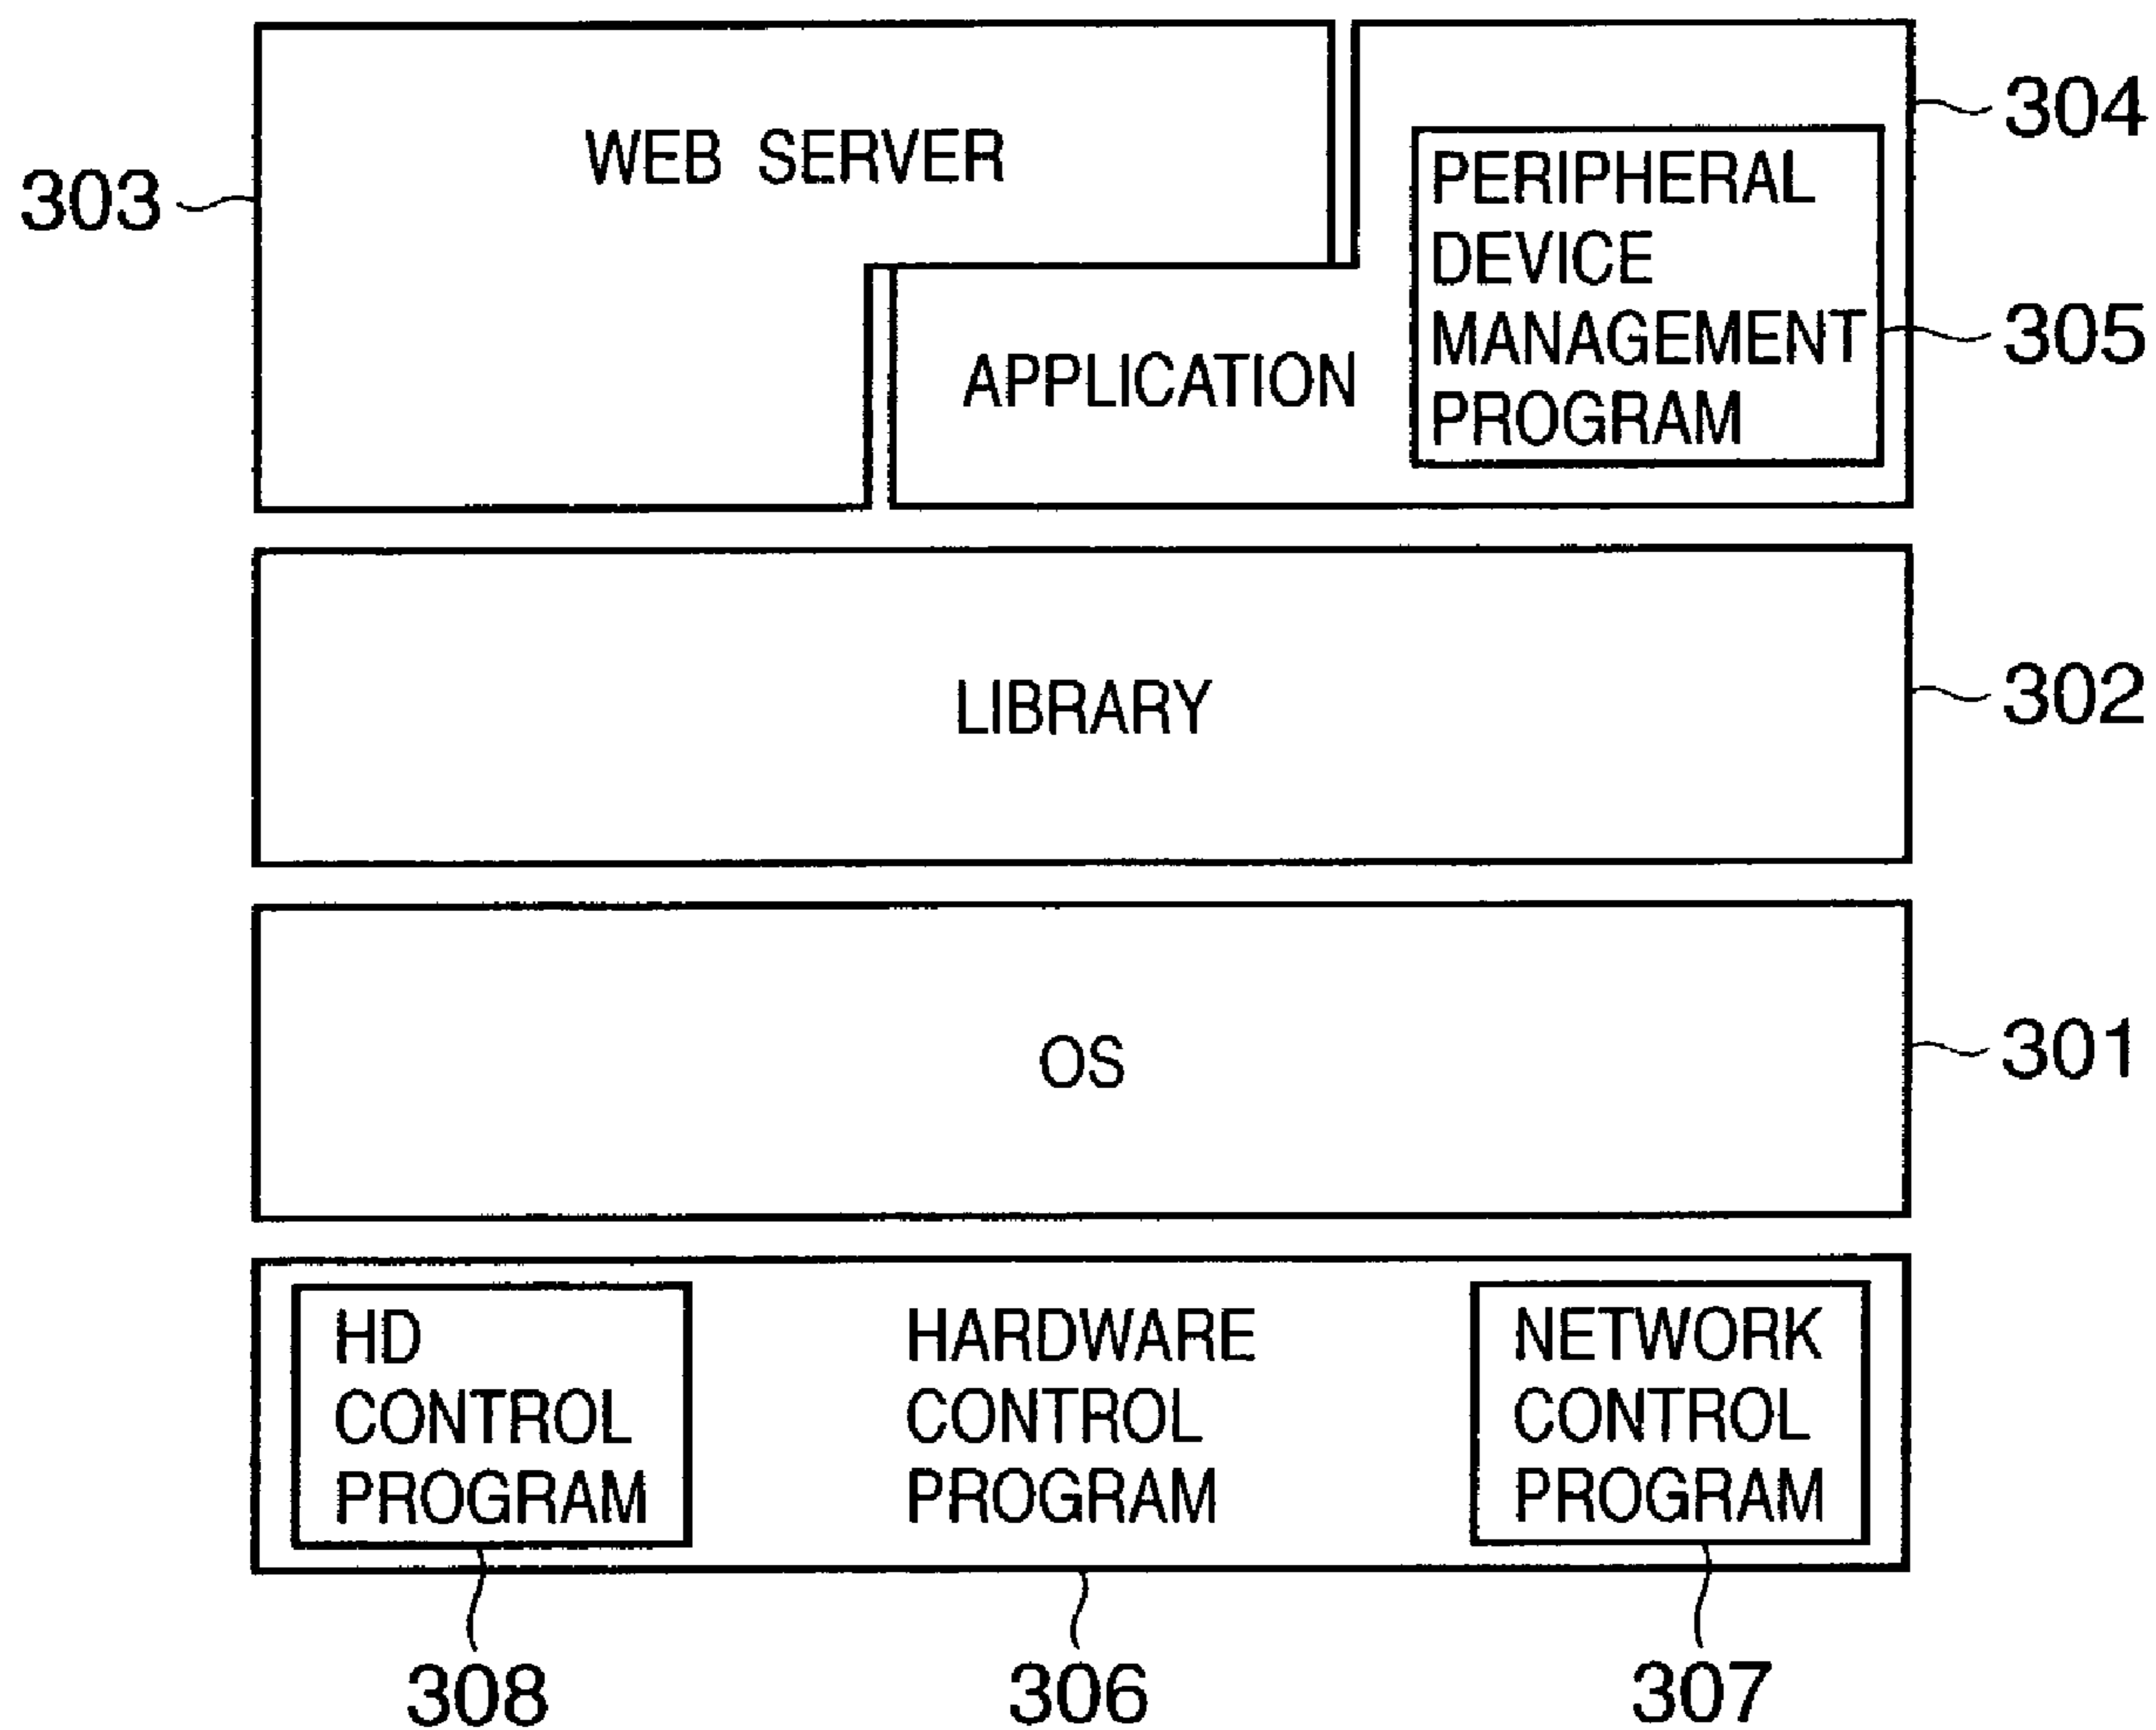 WEB SERVER
303
304
PERIPHERAL
DEVICE
MANAGEMENT
PROGRAM
305
APPLICATION
LIBRARY
302
OS
301
HD
CONTROL
PROGRAM
HARDWARE
CONTROL
PROGRAM
NETWORK
CONTROL
PROGRAM
308
306
307